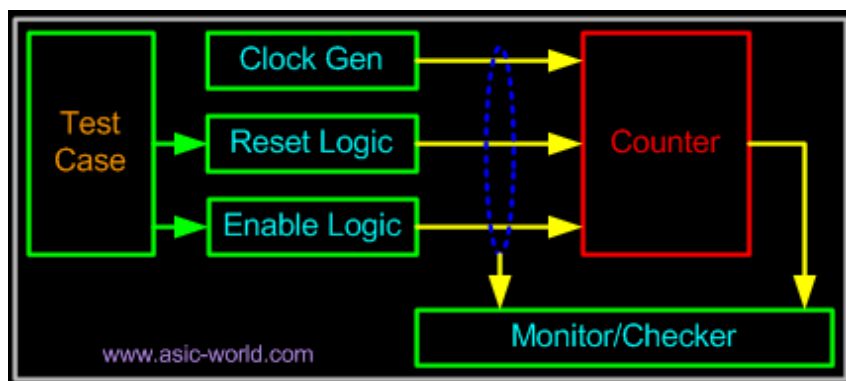 Test
Case
Clock Gen
Reset Logic
Enable Logic
Counter
Monitor/Checker
www.asic-world.com